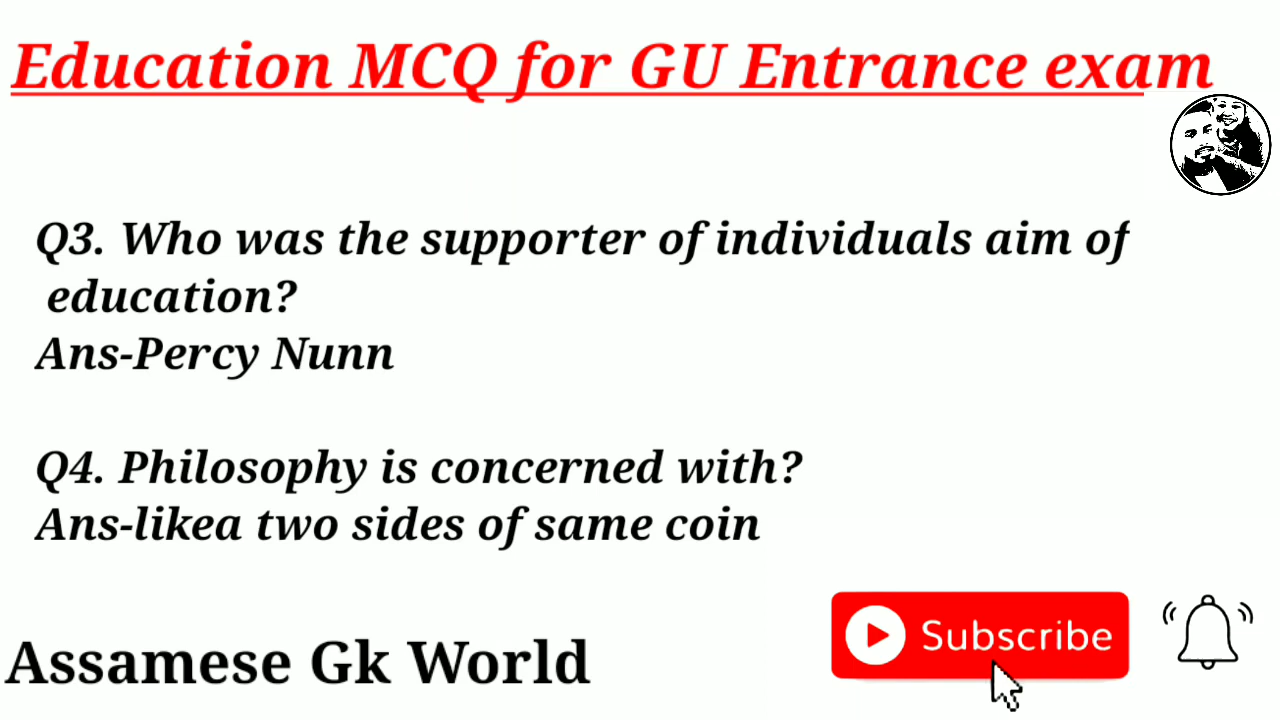 Education MCQ for GU Entrance exam
Q3. Who was the supporter of individuals aim of
education?
Ans-Percy Nunn
Q4. Philosophy is concerned with?
Ans-likea two sides of same coin
Subscribe
Assamese Gk World